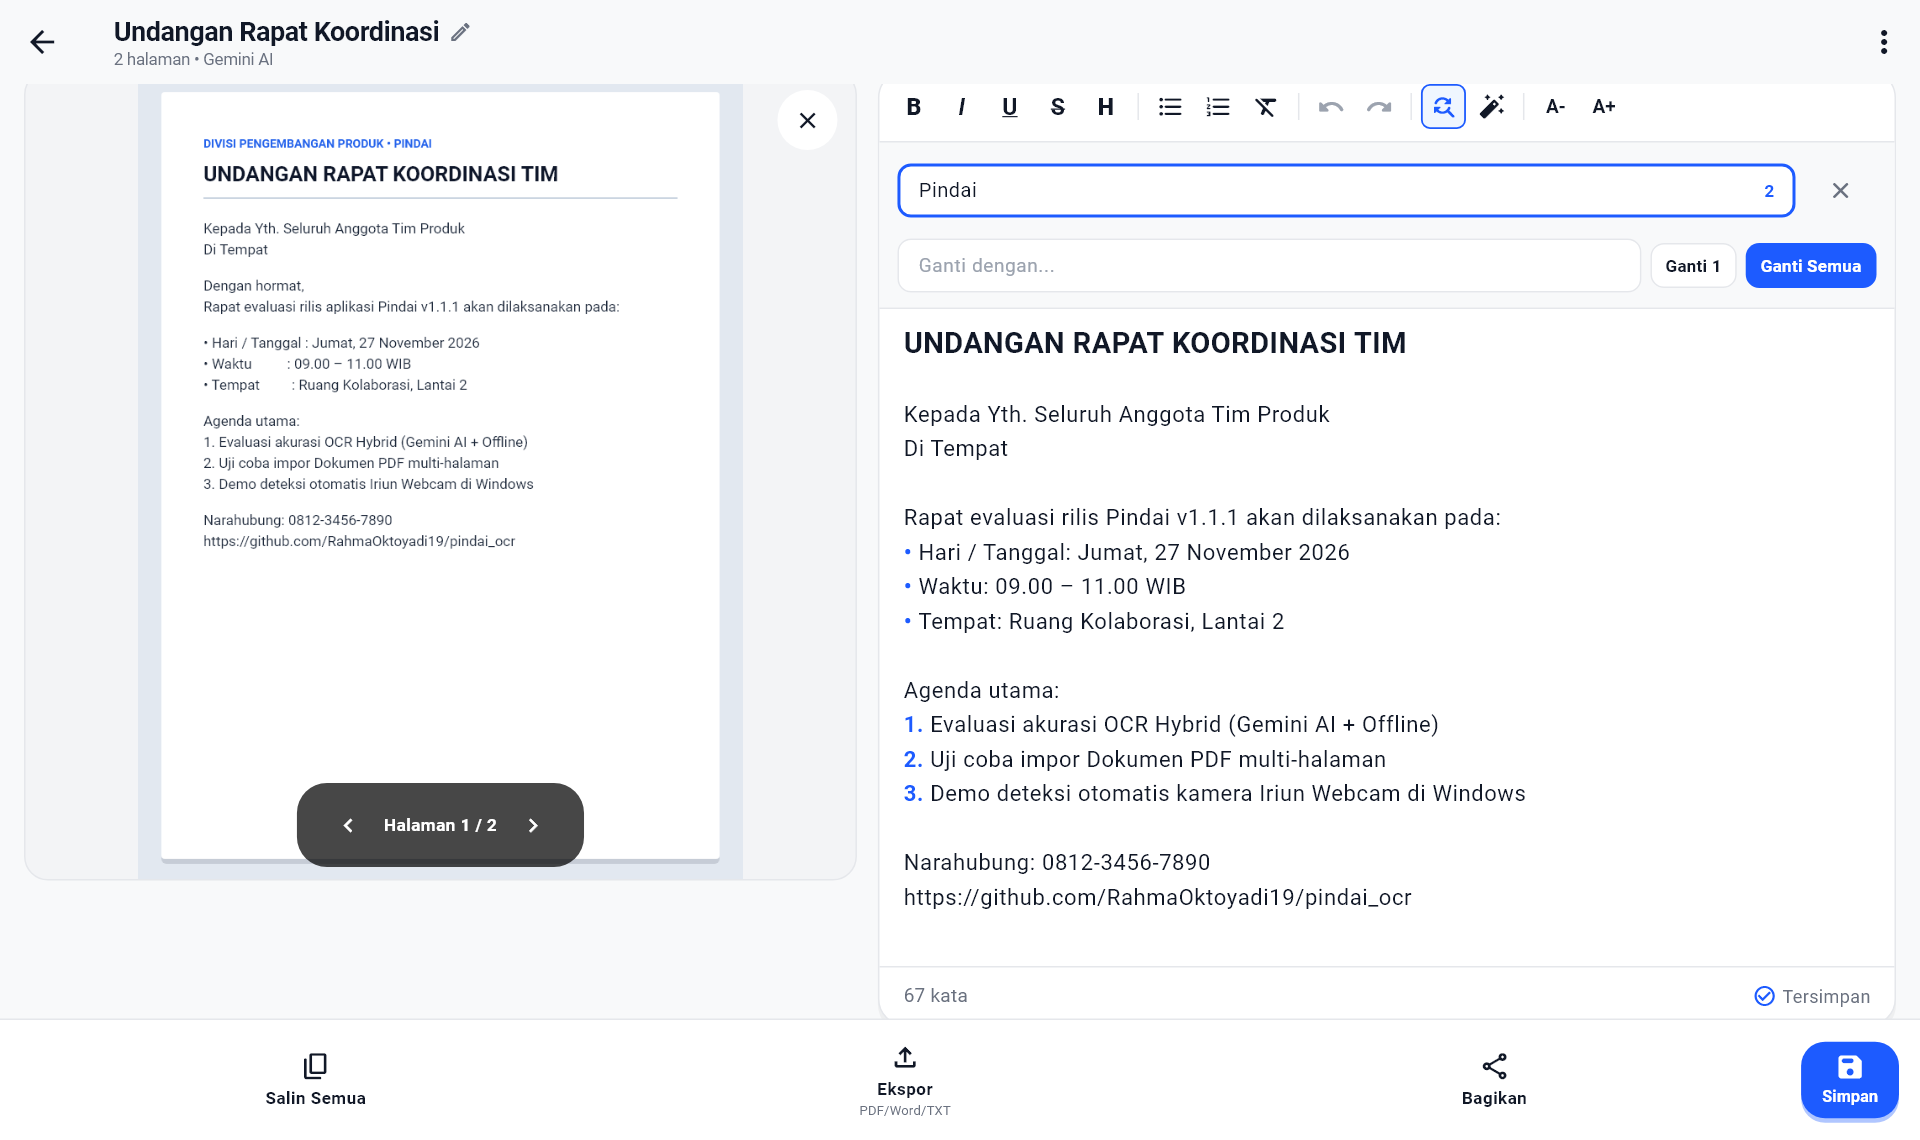 Undangan Rapat Koordinasi
2 halaman • Gemini AI
DIVISI PENGEMBANGAN PRODUK • PINDAI
UNDANGAN RAPAT KOORDINASI TIM
Kepada Yth. Seluruh Anggota Tim Produk
Di Tempat
Dengan hormat,
Rapat evaluasi rilis aplikasi Pindai v1.1.1 akan dilaksanakan pada:
• Hari / Tanggal : Jumat, 27 November 2026
• Waktu : 09.00 – 11.00 WIB
• Tempat : Ruang Kolaborasi, Lantai 2
Agenda utama:
1. Evaluasi akurasi OCR Hybrid (Gemini AI + Offline)
2. Uji coba impor Dokumen PDF multi-halaman
3. Demo deteksi otomatis Iriun Webcam di Windows
Narahubung: 0812-3456-7890
https://github.com/RahmaOktoyadi19/pindai_ocr
Halaman 1 / 2
B I U S H A- A+
Pindai 2
Ganti dengan... Ganti 1 Ganti Semua
UNDANGAN RAPAT KOORDINASI TIM
Kepada Yth. Seluruh Anggota Tim Produk
Di Tempat
Rapat evaluasi rilis Pindai v1.1.1 akan dilaksanakan pada:
• Hari / Tanggal: Jumat, 27 November 2026
• Waktu: 09.00 – 11.00 WIB
• Tempat: Ruang Kolaborasi, Lantai 2
Agenda utama:
1. Evaluasi akurasi OCR Hybrid (Gemini AI + Offline)
2. Uji coba impor Dokumen PDF multi-halaman
3. Demo deteksi otomatis kamera Iriun Webcam di Windows
Narahubung: 0812-3456-7890
https://github.com/RahmaOktoyadi19/pindai_ocr
67 kata
Tersimpan
Salin Semua
Ekspor
PDF/Word/TXT
Bagikan
Simpan